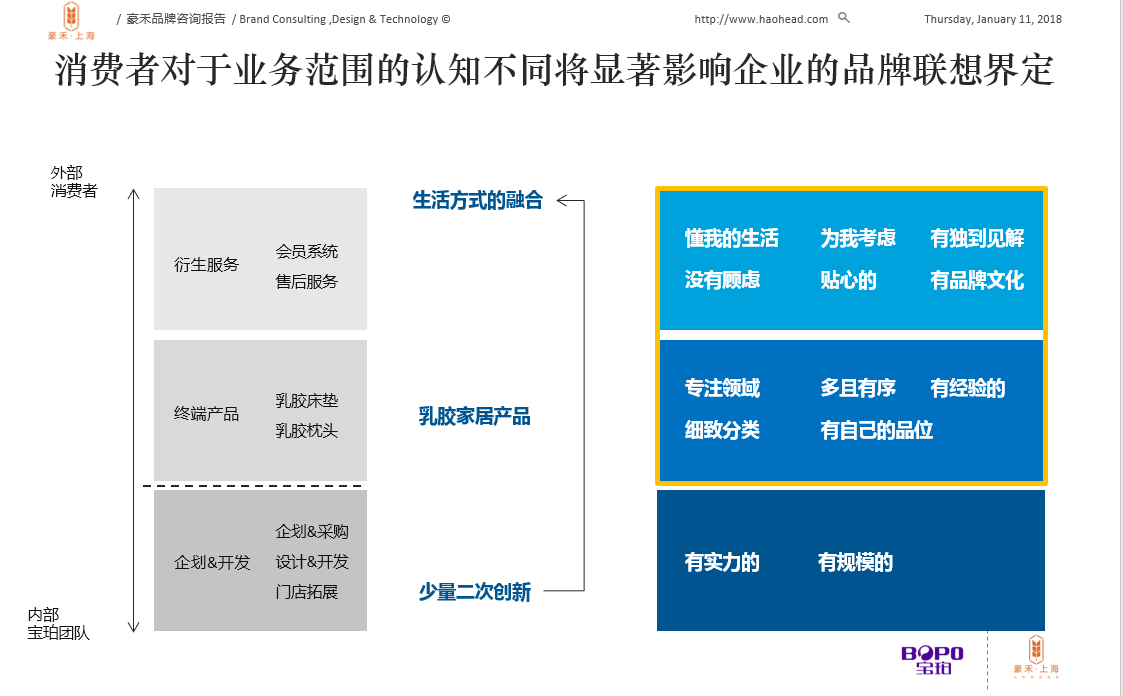 / 豪禾品牌咨询报告 / Brand Consulting ,Design & Technology ©
http://www.haohead.com
Thursday, January 11, 2018
豪禾·上海
消费者对于业务范围的认知不同将显著影响企业的品牌联想界定
外部
消费者
衍生服务
会员系统
售后服务
生活方式的融合
懂我的生活 为我考虑 有独到见解
没有顾虑 贴心的 有品牌文化
终端产品
乳胶床垫
乳胶枕头
乳胶家居产品
专注领域 多且有序 有经验的
细致分类 有自己的品位
企划&开发
企划&采购
设计&开发
门店拓展
少量二次创新
有实力的 有规模的
内部
宝珀团队
BOPO
宝珀
豪禾·上海